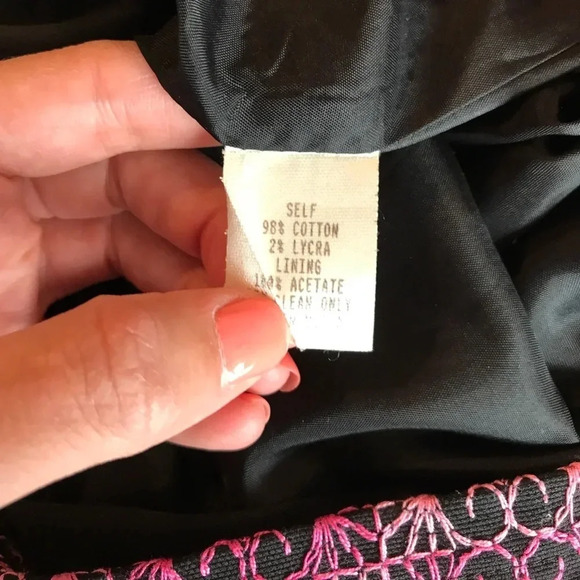 SELF
98% COTTON
2% LYCRA
LINING
100% ACETATE
CLEAN ONLY